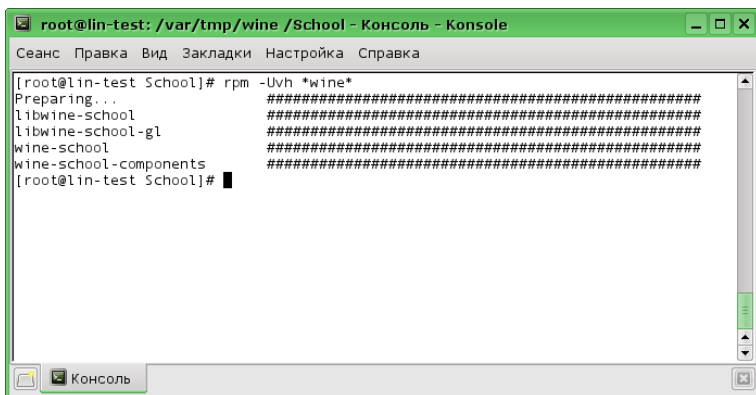 root@lin-test: /var/tmp/wine /School - Консоль - Konsole
Сеанс Правка Вид Закладки Настройка Справка
[root@lin-test School]# rpm -Uvh *wine*
Preparing... ##################################################
libwine-school ##################################################
libwine-school-gl ##################################################
wine-school ##################################################
wine-school-components ##################################################
[root@lin-test School]#
Консоль